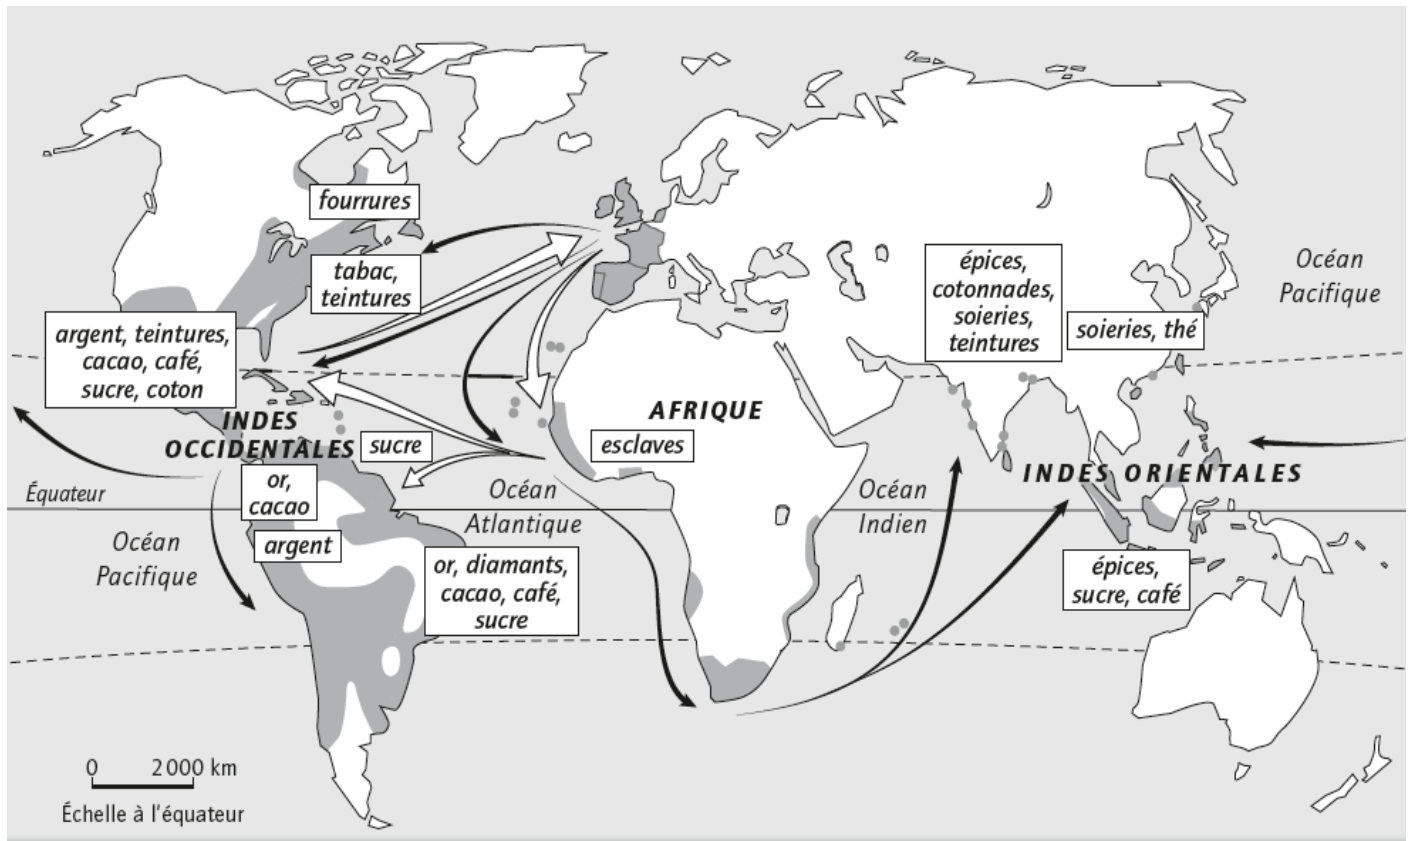 fourrures
tabac,
teintures
argent, teintures,
cacao, café,
sucre, coton
INDES
OCCIDENTALES
sucre
or,
cacao
argent
or, diamants,
cacao, café,
sucre
AFRIQUE
esclaves
épices,
cotonnades,
soieries,
teintures
soieries, thé
Océan
Pacifique
INDES ORIENTALES
épices,
sucre, café
Océan
Indien
Océan
Atlantique
Équateur
Océan
Pacifique
0 2 000 km
Échelle à l'équateur